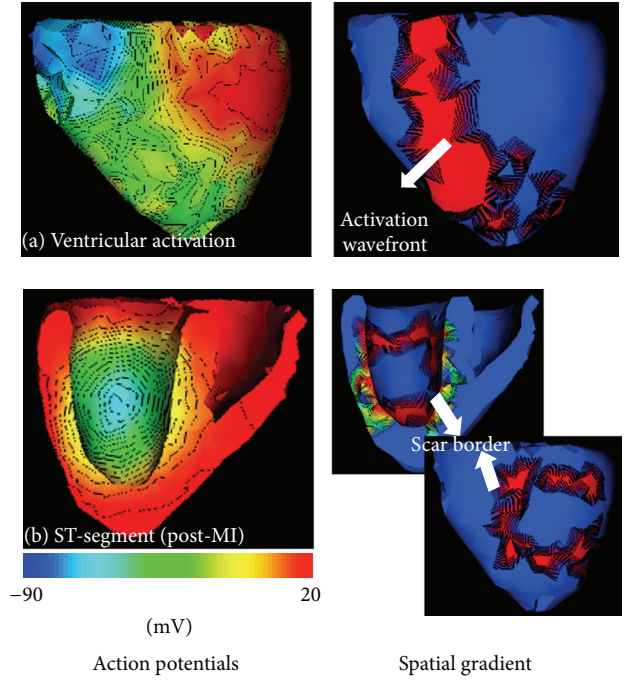 (a) Ventricular activation
Activation
wavefront
(b) ST-segment (post-MI)
Scar border
−90
20
(mV)
Action potentials
Spatial gradient